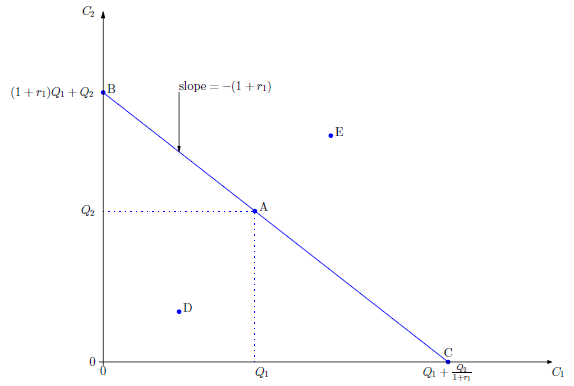 C₂
slope = −(1 + r₁)
(1 + r₁)Q₁ + Q₂
B
E
Q₂
A
D
C
0
0
Q₁
Q₁ + Q₂/(1+r₁)
C₁